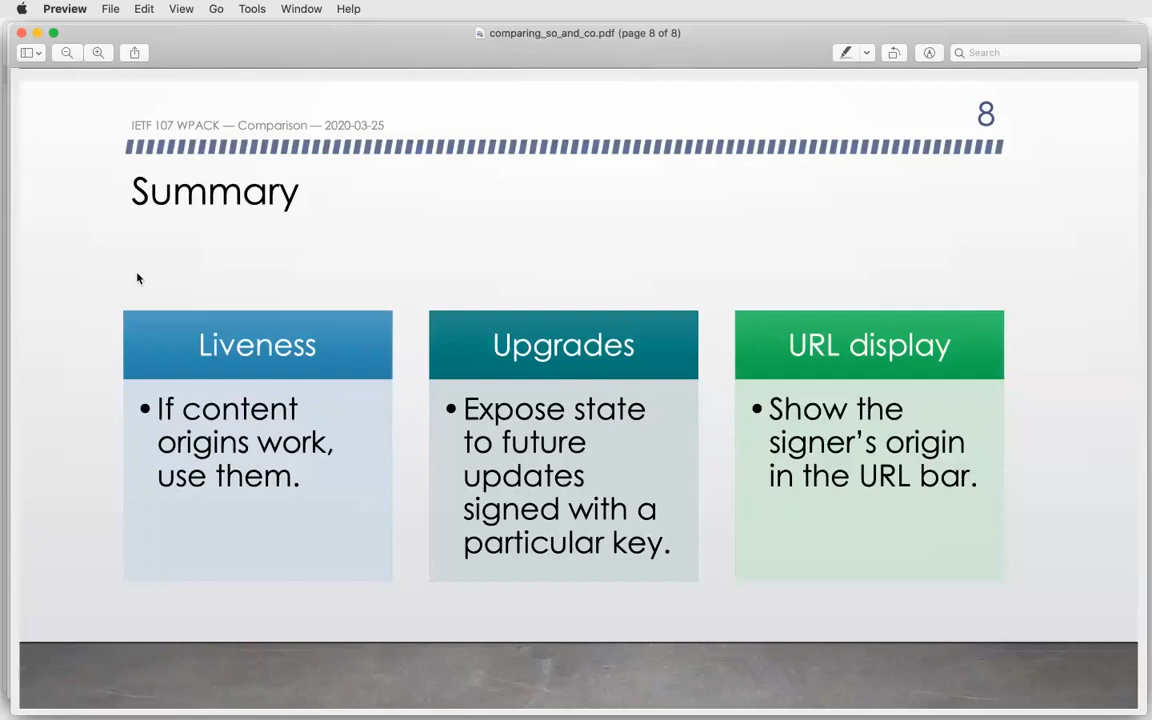 Preview File Edit View Go Tools Window Help
comparing_so_and_co.pdf (page 8 of 8)
Search
8
IETF 107 WPACK — Comparison — 2020-03-25
Summary
Liveness
•If content
origins work,
use them.
Upgrades
•Expose state
to future
updates
signed with a
particular key.
URL display
•Show the
signer’s origin
in the URL bar.